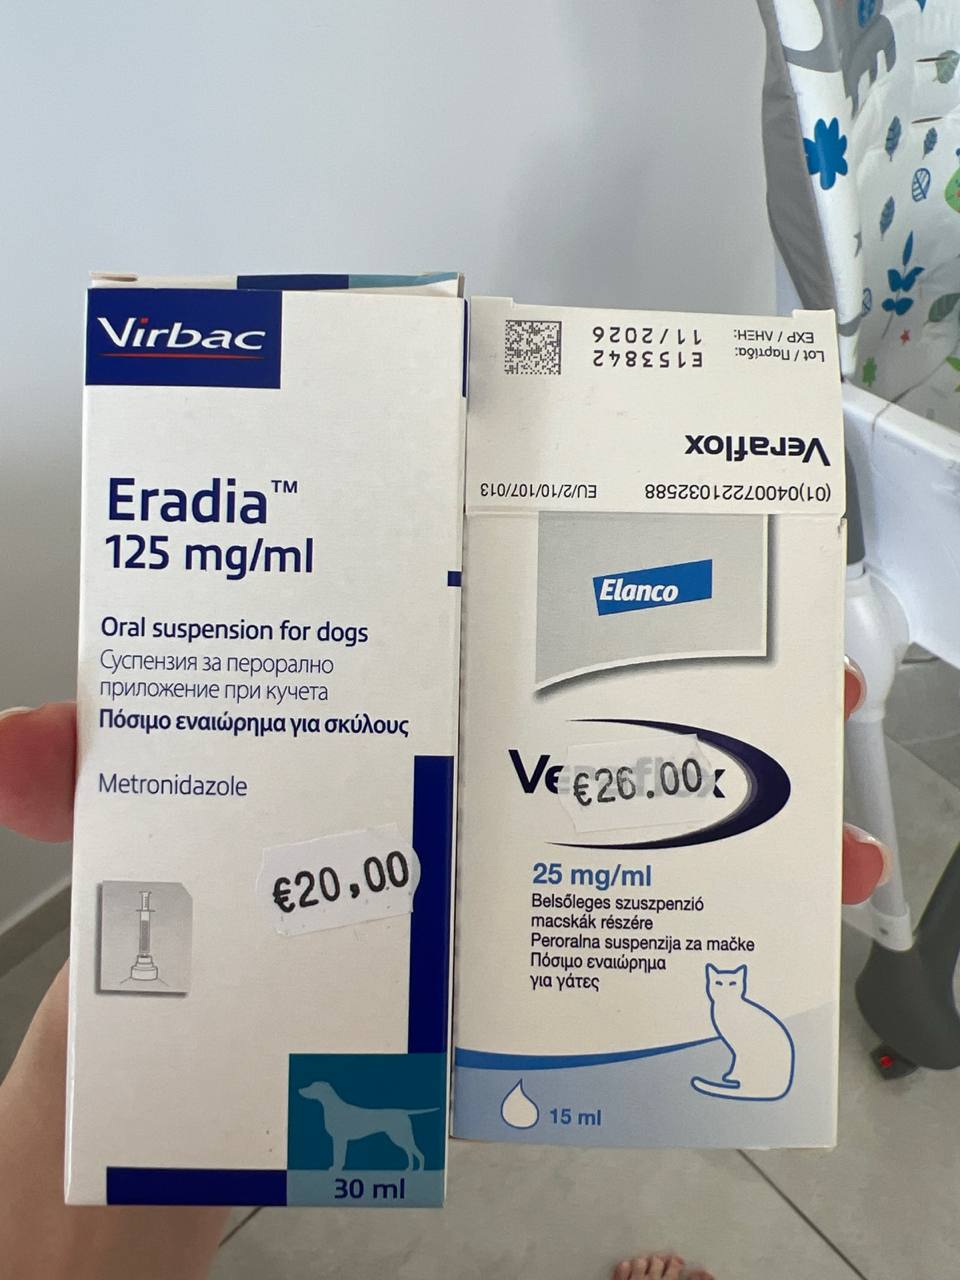 Virbac
Eradia™
125 mg/ml
Oral suspension for dogs
Суспензия за перорално
приложение при кучета
Πόσιμο εναιώρημα για σκύλους
Metronidazole
€20,00
30 ml
(01)04007221032588
EU/2/10/107/013
Veraflox
Lot / Παρτίδα:
E153842
EXP / ΛΗΞΗ:
11/2026
Elanco
Veraflox
€26.00
25 mg/ml
Belsőleges szuszpenzió
macskák részére
Peroralna suspenzija za mačke
Πόσιμο εναιώρημα
για γάτες
15 ml